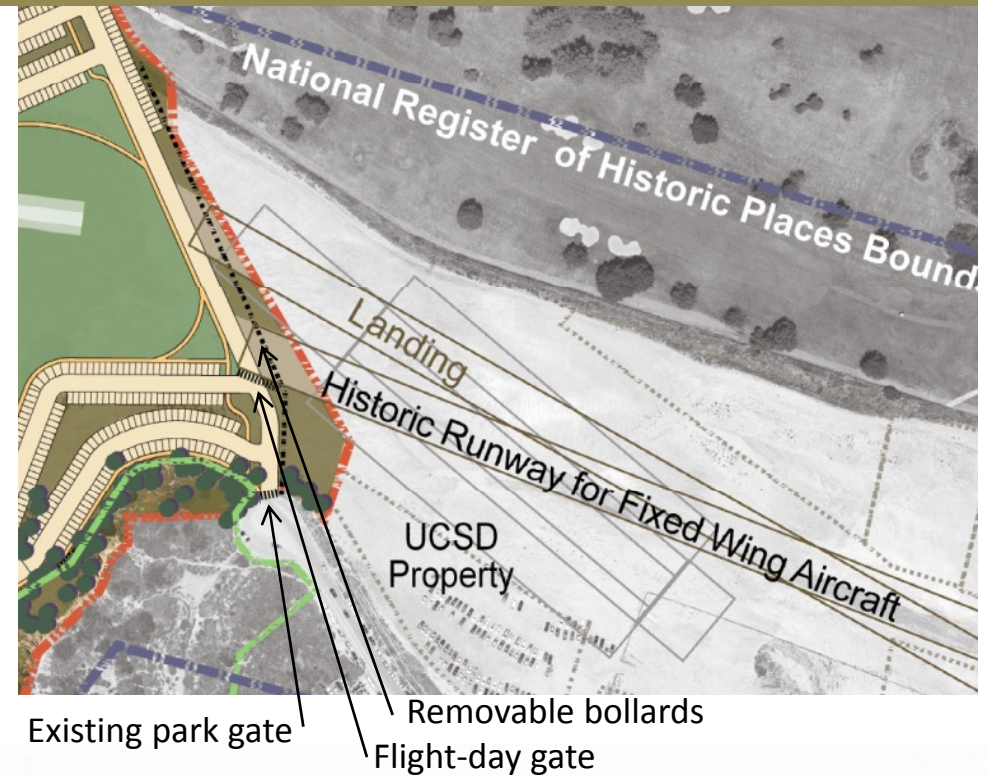 National Register of Historic Places Bound
Landing
Historic Runway for Fixed Wing Aircraft
UCSD
Property
Existing park gate
Removable bollards
Flight-day gate